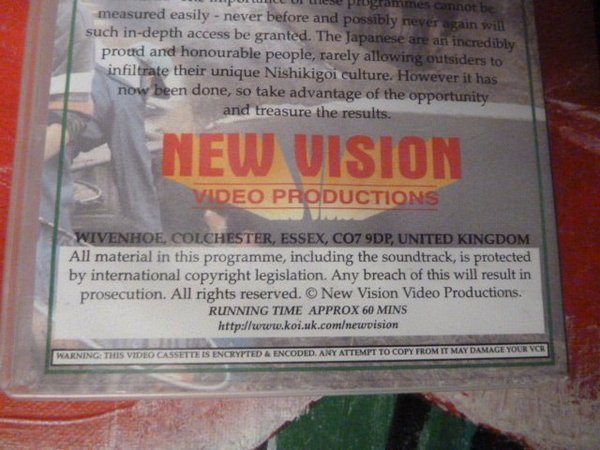 importance of these programmes cannot be
measured easily - never before and possibly never again will
such in-depth access be granted. The Japanese are an incredibly
proud and honourable people, rarely allowing outsiders to
infiltrate their unique Nishikigoi culture. However it has
now been done, so take advantage of the opportunity
and treasure the results.
NEW VISION
VIDEO PRODUCTIONS
WIVENHOE, COLCHESTER, ESSEX, CO7 9DP, UNITED KINGDOM
All material in this programme, including the soundtrack, is protected
by international copyright legislation. Any breach of this will result in
prosecution. All rights reserved. © New Vision Video Productions.
RUNNING TIME APPROX 60 MINS
http://www.koi.uk.com/newvision
WARNING: THIS VIDEO CASSETTE IS ENCRYPTED & ENCODED. ANY ATTEMPT TO COPY FROM IT MAY DAMAGE YOUR VCR